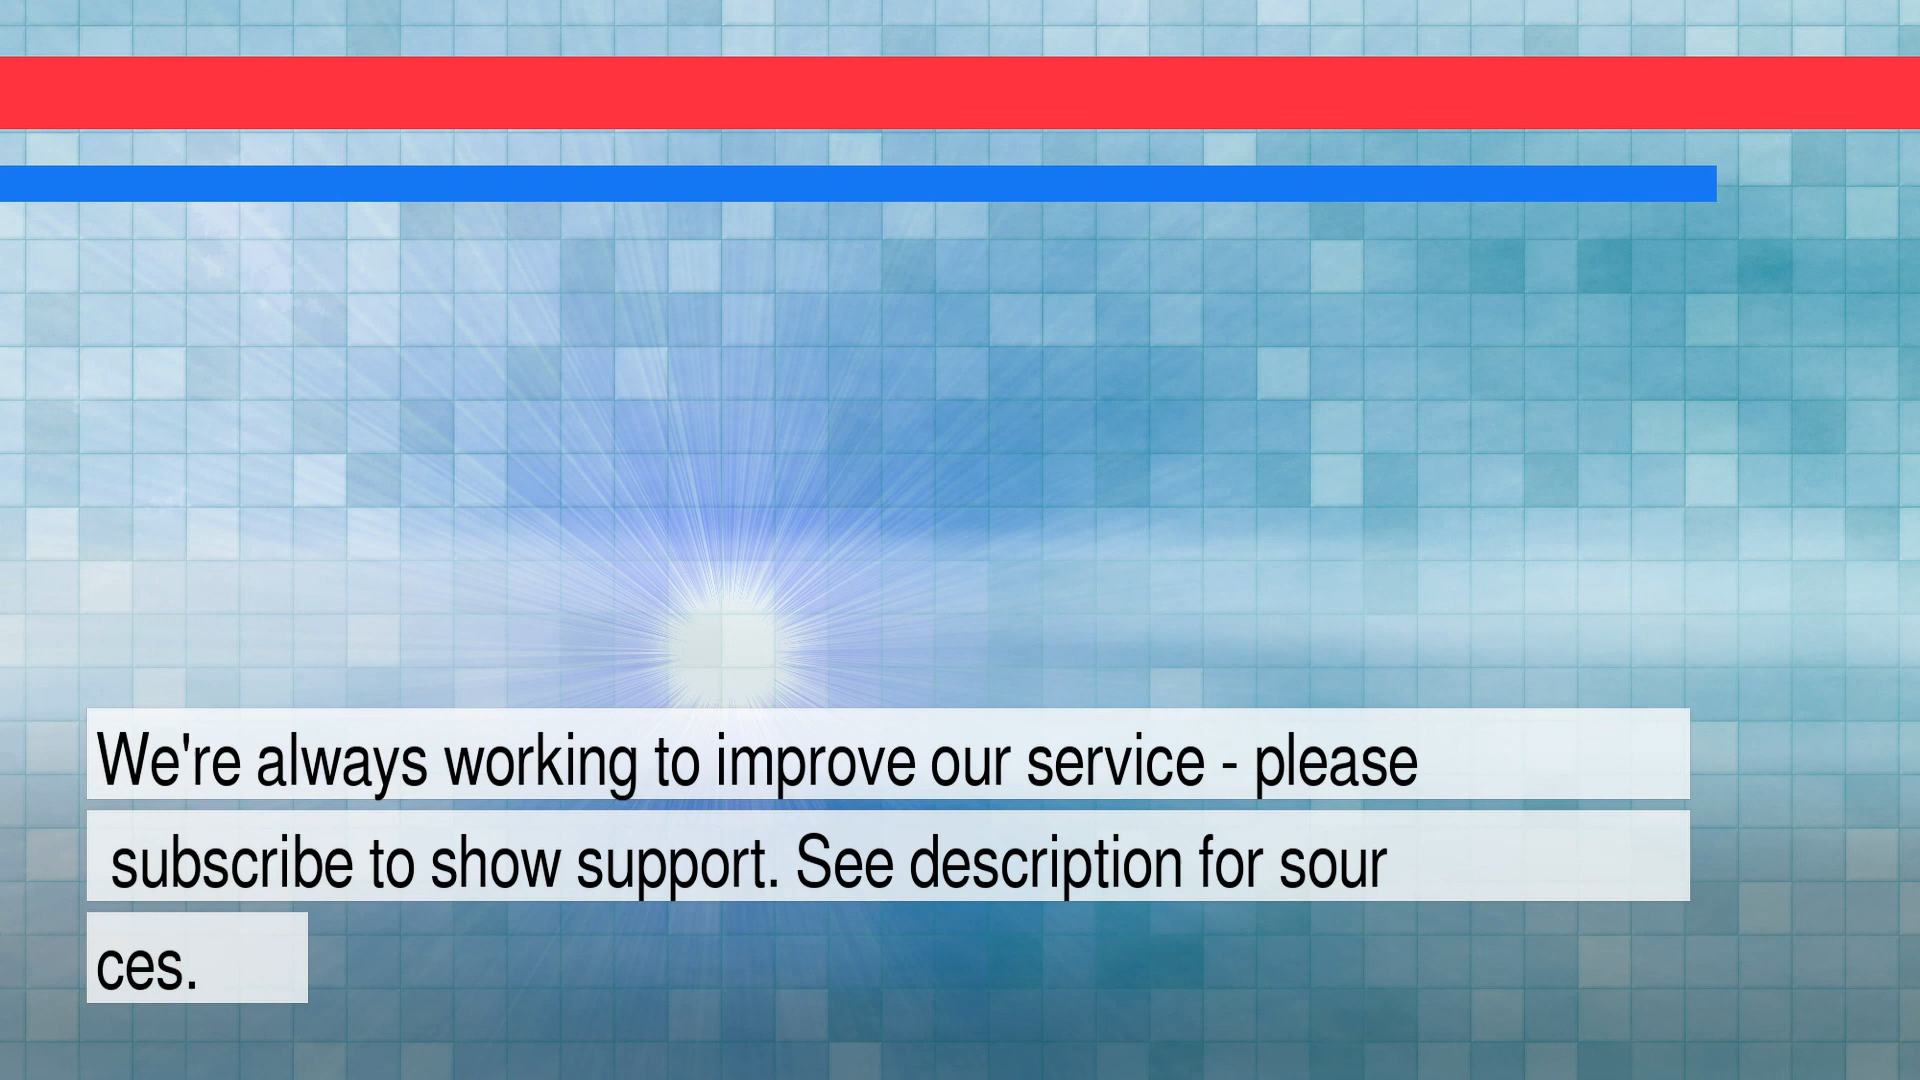 We're always working to improve our service - please
subscribe to show support. See description for sour
ces.